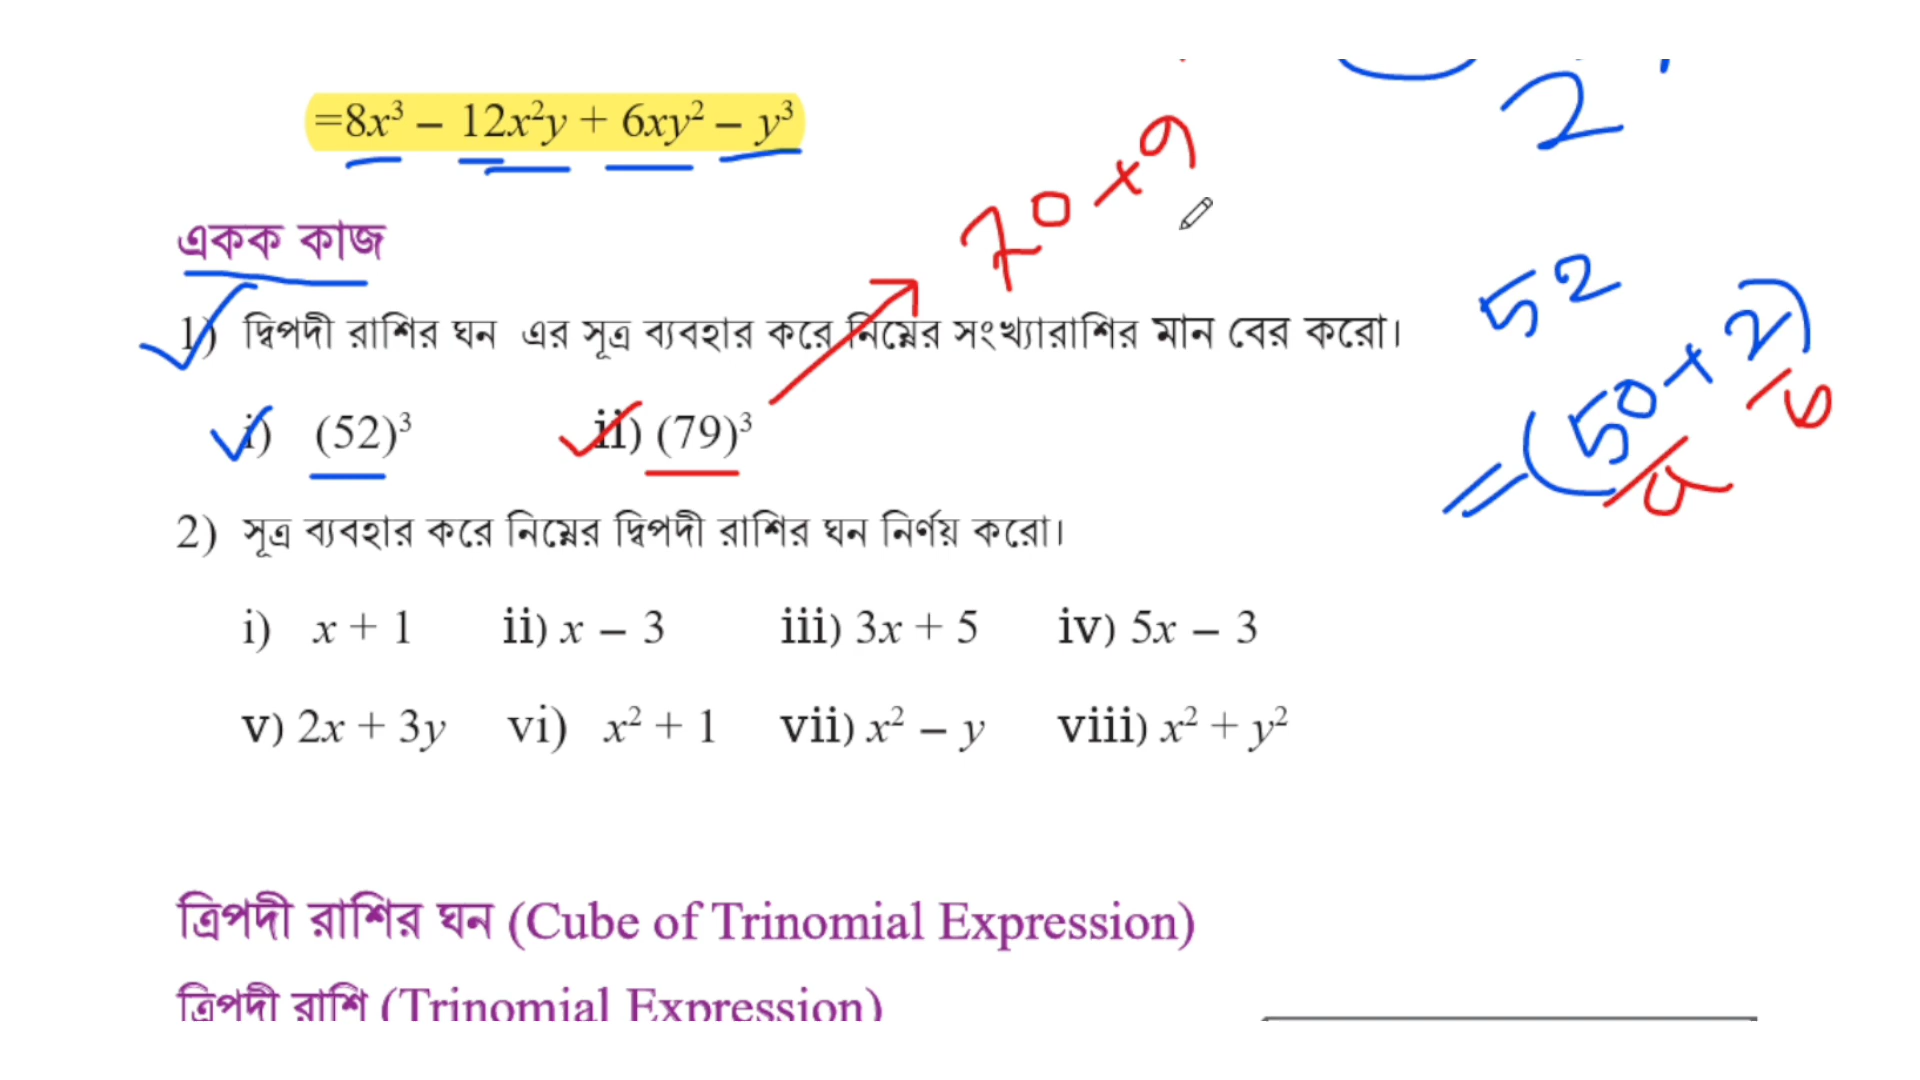 =8x³ – 12x²y + 6xy² – y³
2
70+9
একক কাজ
52
1) দ্বিপদী রাশির ঘন এর সূত্র ব্যবহার করে নিম্নের সংখ্যারাশির মান বের করো।
=(50+2)
i) (52)³ ii) (79)³
2) সূত্র ব্যবহার করে নিম্নের দ্বিপদী রাশির ঘন নির্ণয় করো।
i) x + 1 ii) x – 3 iii) 3x + 5 iv) 5x – 3
v) 2x + 3y vi) x² + 1 vii) x² – y viii) x² + y²
ত্রিপদী রাশির ঘন (Cube of Trinomial Expression)
ত্রিপদী রাশি (Trinomial Expression)